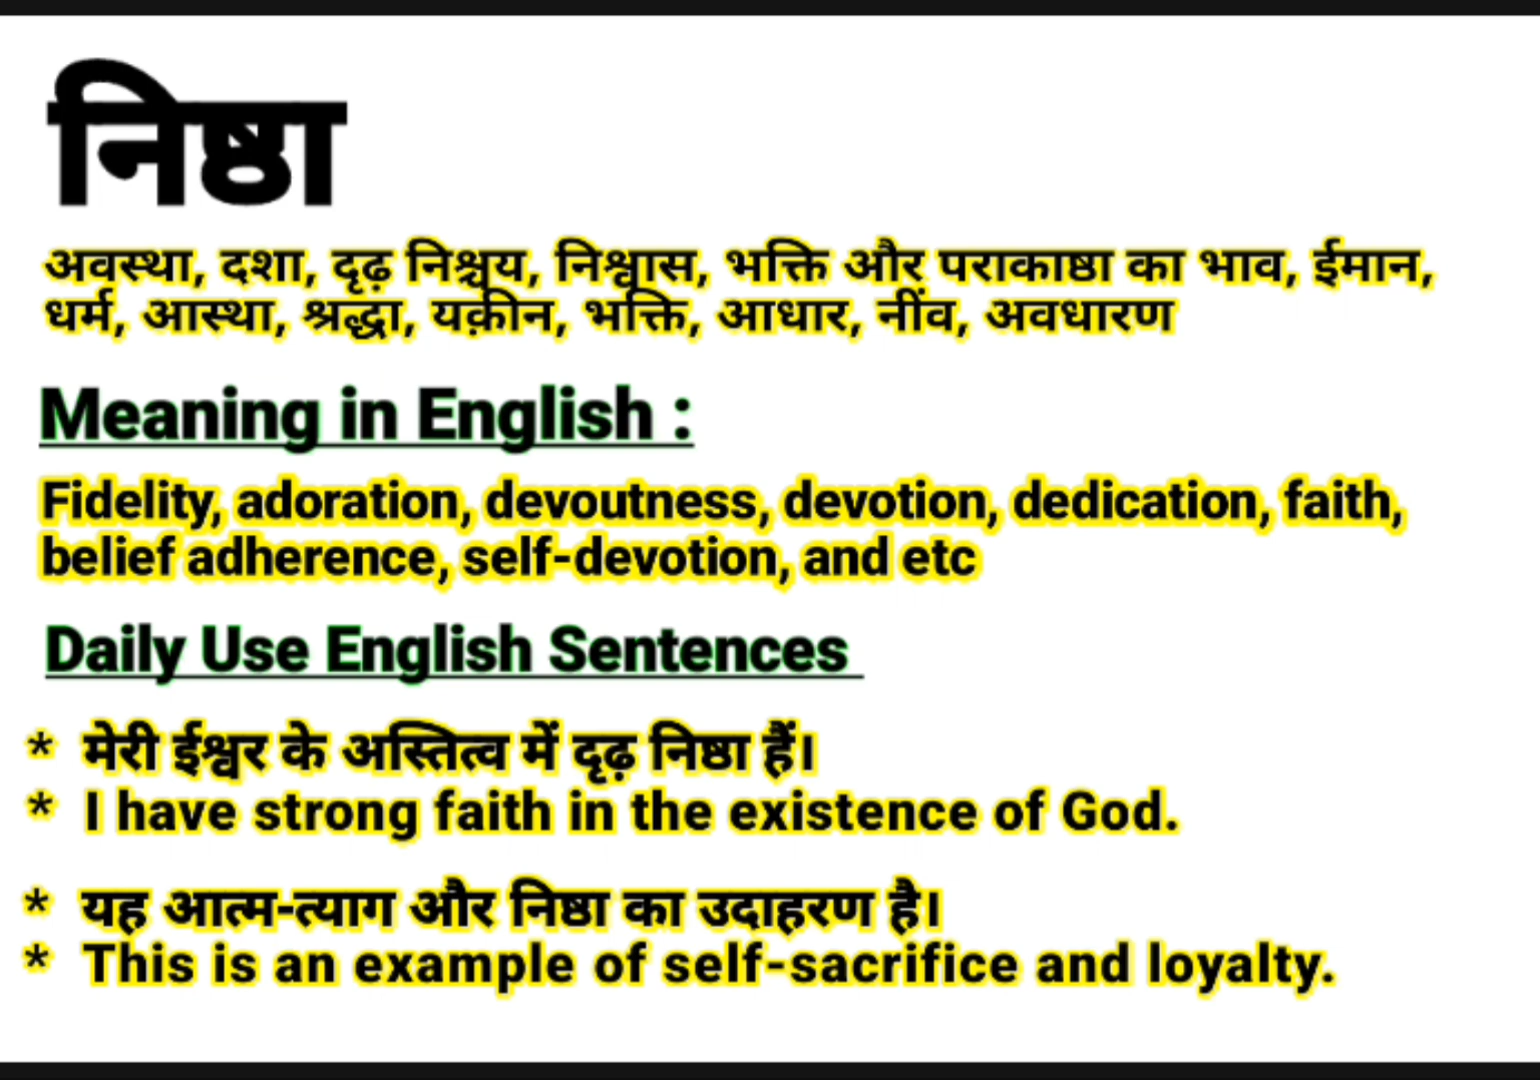 निष्ठा
अवस्था, दशा, दृढ़ निश्चय, निश्वास, भक्ति और पराकाष्ठा का भाव, ईमान,
धर्म, आस्था, श्रद्धा, यक़ीन, भक्ति, आधार, नींव, अवधारण
Meaning in English :
Fidelity, adoration, devoutness, devotion, dedication, faith,
belief adherence, self-devotion, and etc
Daily Use English Sentences
* मेरी ईश्वर के अस्तित्व में दृढ़ निष्ठा हैं।
* I have strong faith in the existence of God.
* यह आत्म-त्याग और निष्ठा का उदाहरण है।
* This is an example of self-sacrifice and loyalty.